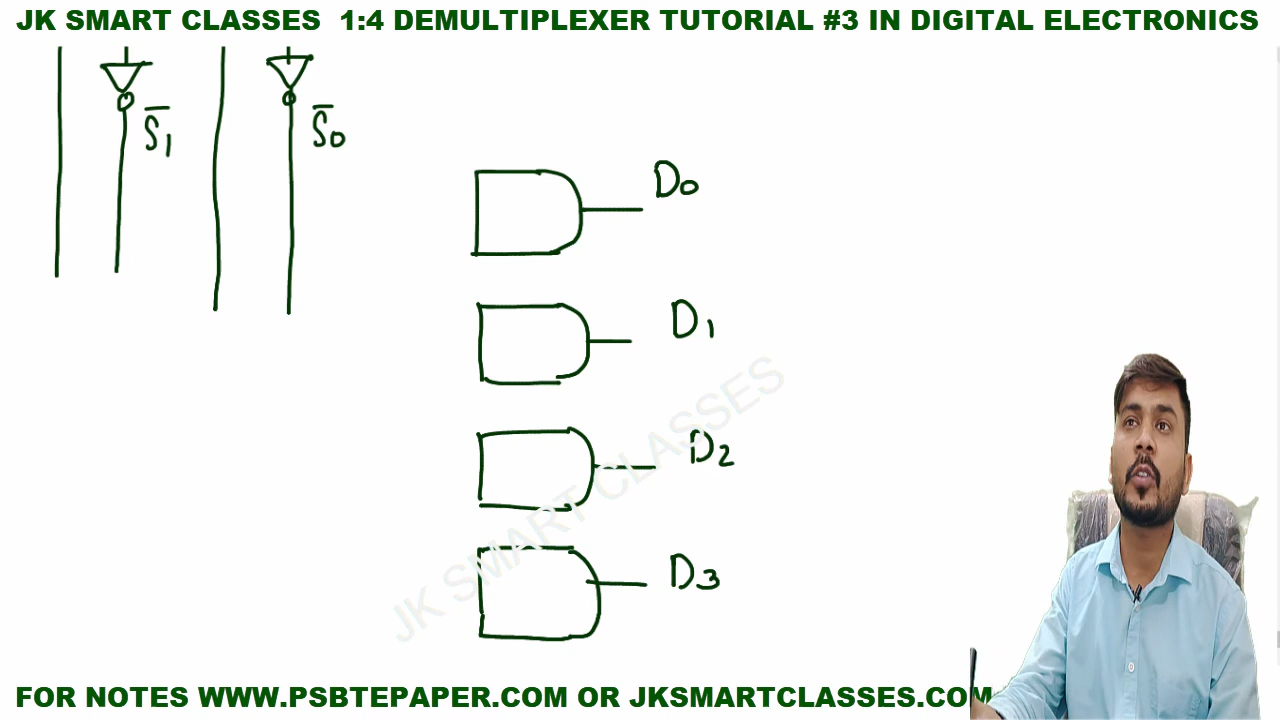 JK SMART CLASSES 1:4 DEMULTIPLEXER TUTORIAL #3 IN DIGITAL ELECTRONICS
S̅1
S̅0
D0
D1
D2
D3
JK SMART CLASSES
FOR NOTES WWW.PSBTEPAPER.COM OR JKSMARTCLASSES.COM